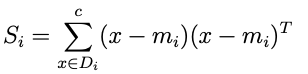 $S_i = \sum_{x \in D_i}^{c} (x - m_i)(x - m_i)^T$